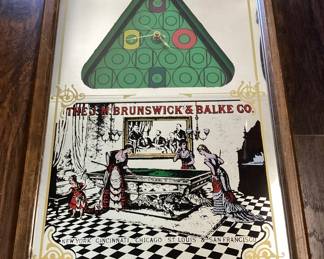 THE J.M. BRUNSWICK & BALKE CO.
NEW YORK CINCINNATI CHICAGO ST. LOUIS & SAN FRANCISCO